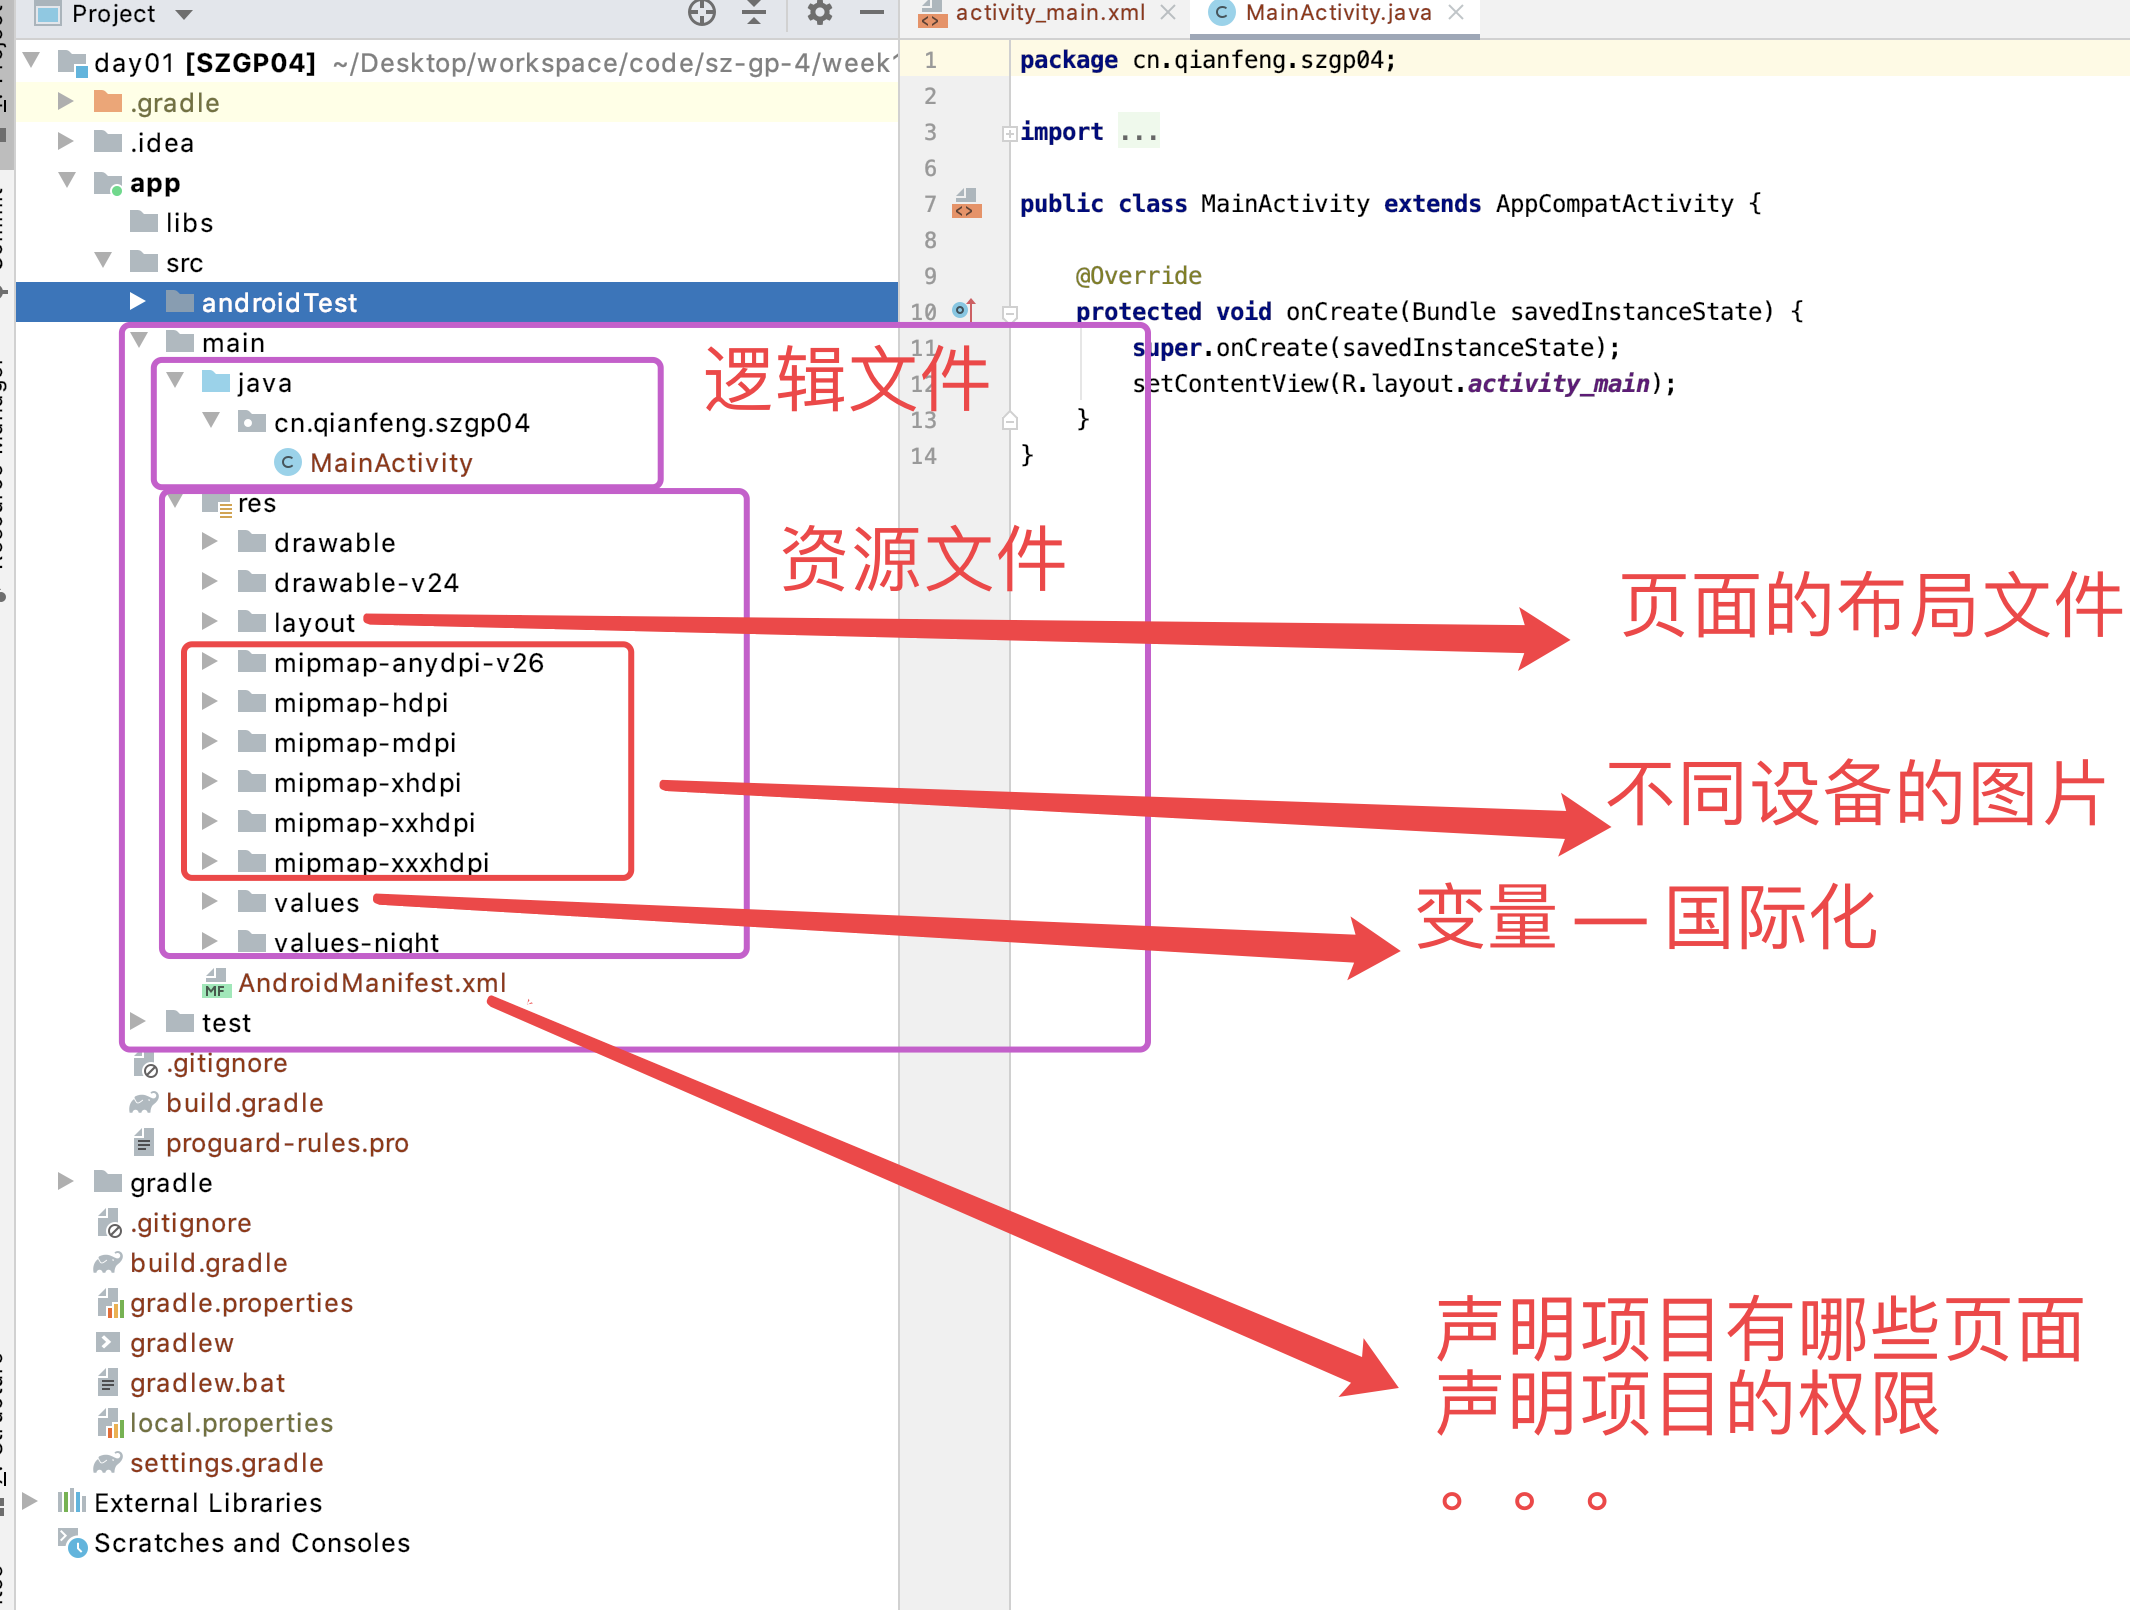 Project
day01 [SZGP04] ~/Desktop/workspace/code/sz-gp-4/week1
.gradle
.idea
app
libs
src
androidTest
main
java
cn.qianfeng.szgp04
MainActivity
res
drawable
drawable-v24
layout
mipmap-anydpi-v26
mipmap-hdpi
mipmap-mdpi
mipmap-xhdpi
mipmap-xxhdpi
mipmap-xxxhdpi
values
values-night
AndroidManifest.xml
test
.gitignore
build.gradle
proguard-rules.pro
gradle
.gitignore
build.gradle
gradle.properties
gradlew
gradlew.bat
local.properties
settings.gradle
External Libraries
Scratches and Consoles
activity_main.xml
MainActivity.java
1 package cn.qianfeng.szgp04;
2
3 import ...
6
7 public class MainActivity extends AppCompatActivity {
8
9 @Override
10 protected void onCreate(Bundle savedInstanceState) {
11 super.onCreate(savedInstanceState);
12 setContentView(R.layout.activity_main);
13 }
14 }
逻辑文件
资源文件
页面的布局文件
不同设备的图片
变量 — 国际化
声明项目有哪些页面
声明项目的权限
。。。